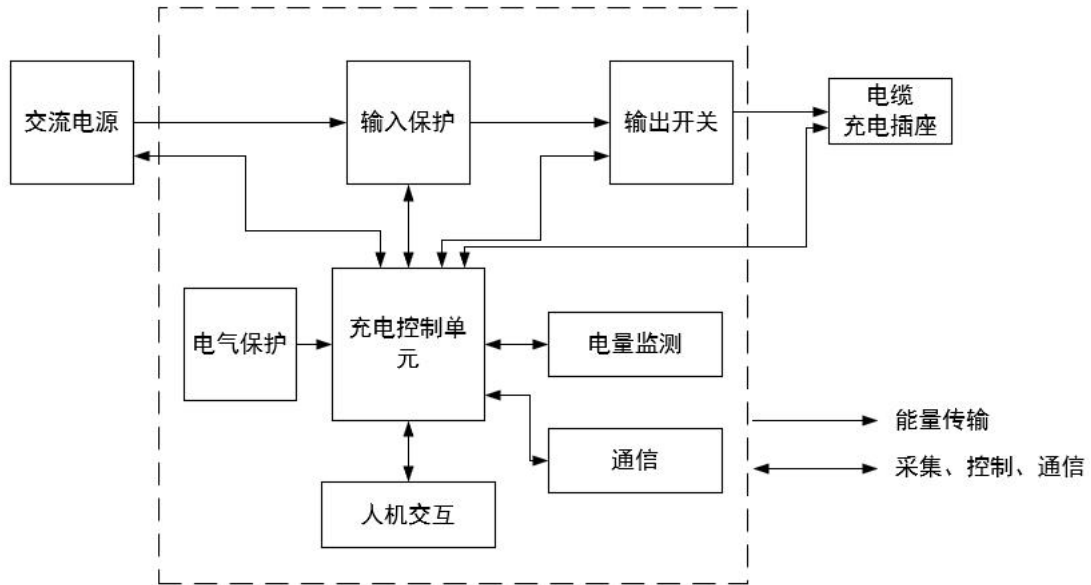 交流电源
输入保护
输出开关
电缆
充电插座
电气保护
充电控制单
元
电量监测
通信
人机交互
能量传输
采集、控制、通信